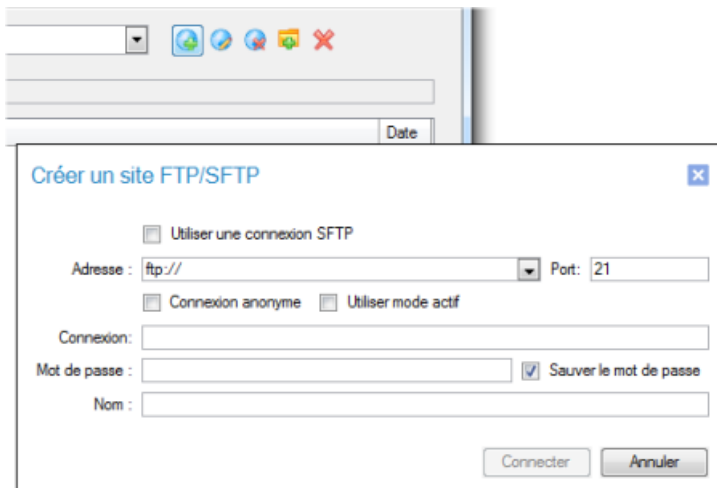 Date
Créer un site FTP/SFTP
Utiliser une connexion SFTP
Adresse : ftp:// Port: 21
Connexion anonyme Utiliser mode actif
Connexion:
Mot de passe : Sauver le mot de passe
Nom :
Connecter Annuler